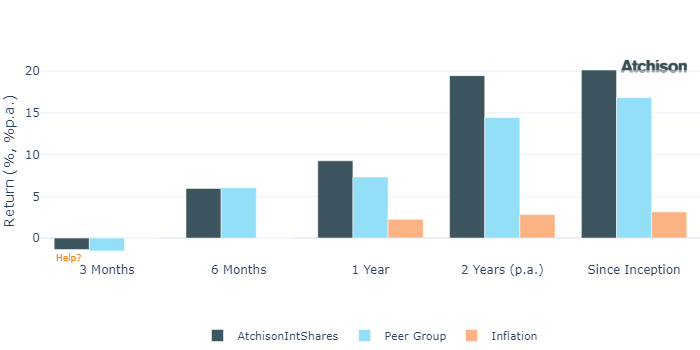 Atchison
Return (%, %p.a.)
20
15
10
5
0
Help?
3 Months
6 Months
1 Year
2 Years (p.a.)
Since Inception
AtchisonIntShares
Peer Group
Inflation